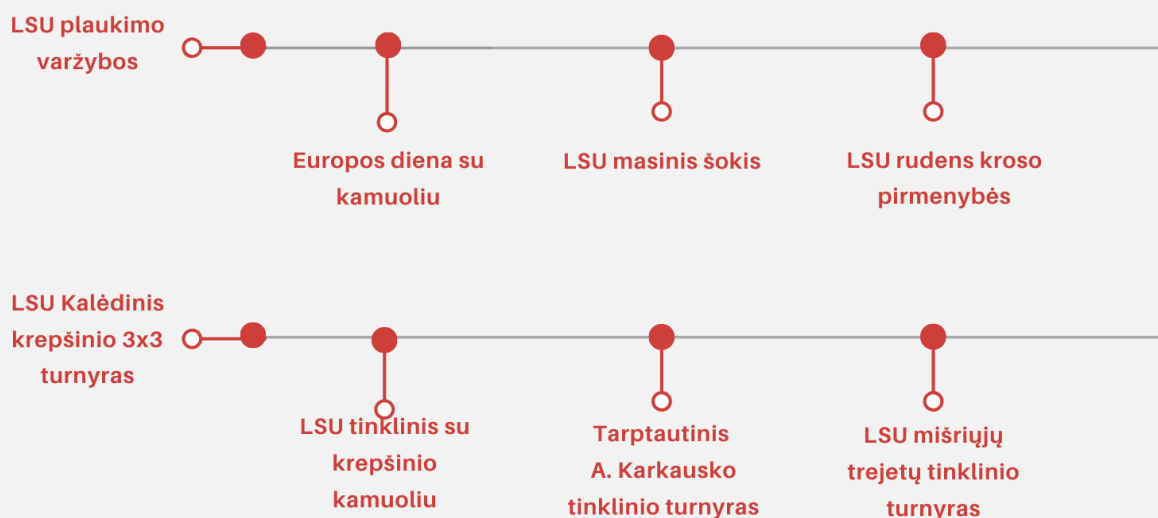 LSU plaukimo
varžybos
Europos diena su
kamuoliu
LSU masinis šokis
LSU rudens kroso
pirmenybės
LSU Kalėdinis
krepšinio 3x3
turnyras
LSU tinklinis su
krepšinio
kamuoliu
Tarptautinis
A. Karkausko
tinklinio turnyras
LSU mišriųjų
trejetų tinklinio
turnyras